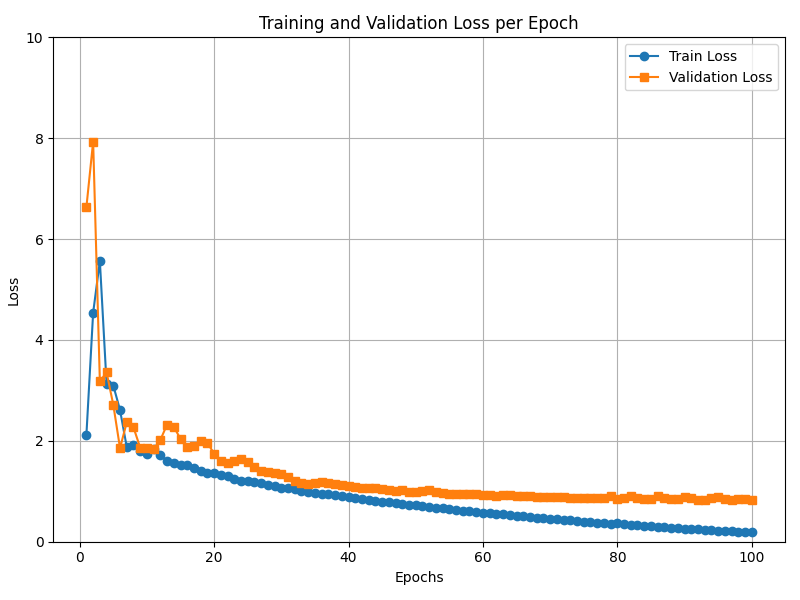 Training and Validation Loss per Epoch
Train Loss
Validation Loss
Loss
10
8
6
4
2
0
0 20 40 60 80 100
Epochs